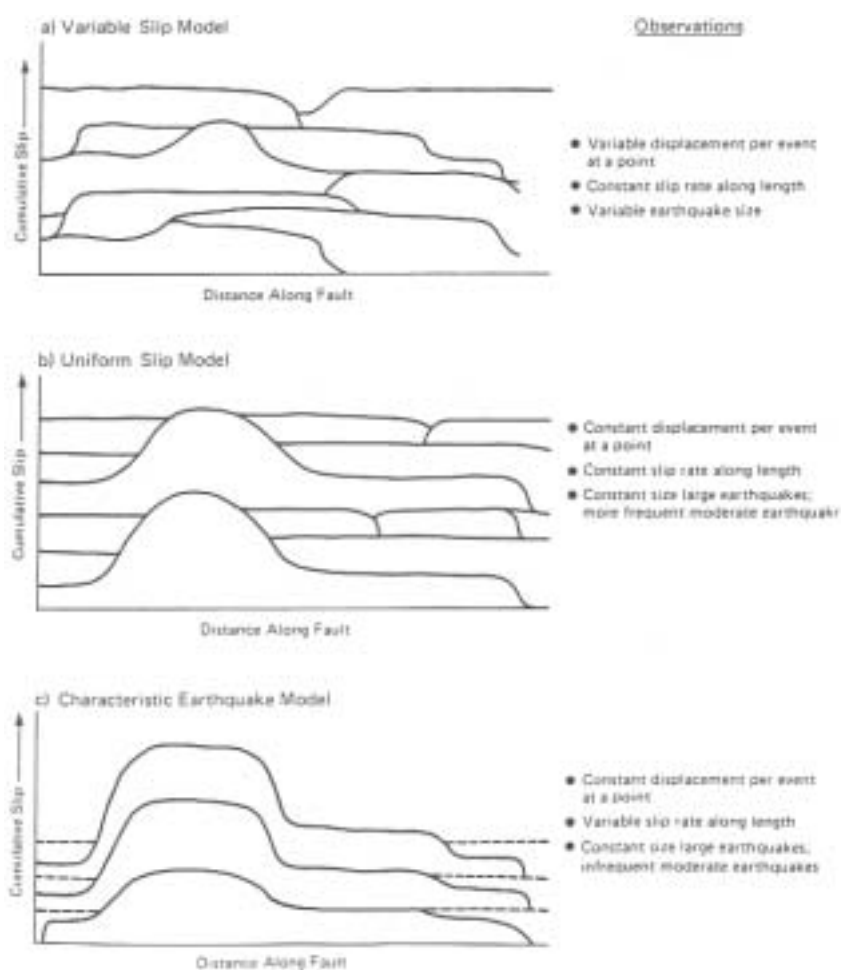 a) Variable Slip Model
Observations
Cumulative Slip
Distance Along Fault
• Variable displacement per event
at a point
• Constant slip rate along length
• Variable earthquake size
b) Uniform Slip Model
Cumulative Slip
Distance Along Fault
• Constant displacement per event
at a point
• Constant slip rate along length
• Constant size large earthquakes;
more frequent moderate earthquakr
c) Characteristic Earthquake Model
Cumulative Slip
Distance Along Fault
• Constant displacement per event
at a point
• Variable slip rate along length
• Constant size large earthquakes;
infrequent moderate earthquakes